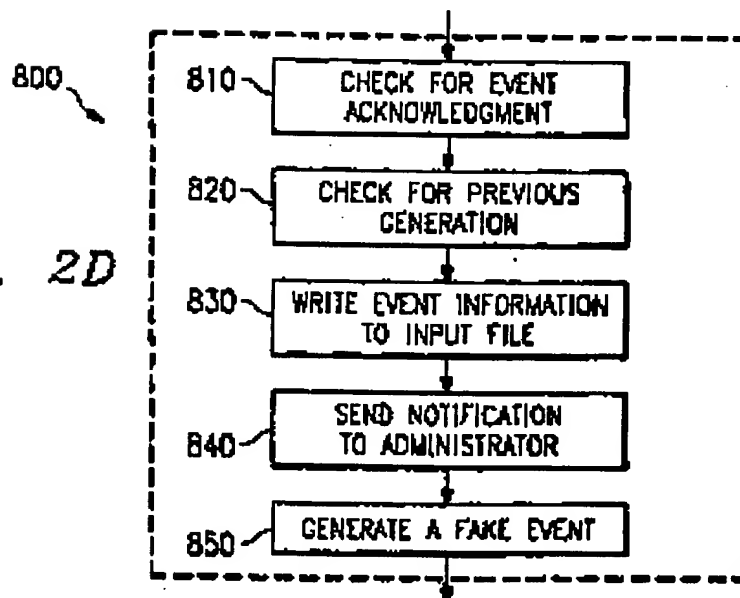 800
810
CHECK FOR EVENT
ACKNOWLEDGMENT
820
CHECK FOR PREVIOUS
GENERATION
2D
830
WRITE EVENT INFORMATION
TO INPUT FILE
840
SEND NOTIFICATION
TO ADMINISTRATOR
850
GENERATE A FAKE EVENT